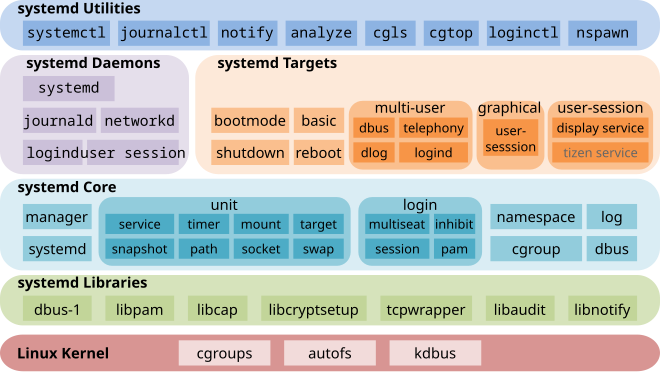 systemd Utilities
systemctl journalctl notify analyze cgls cgtop loginctl nspawn
systemd Daemons
systemd
journald networkd
logind user session
systemd Targets
bootmode basic
shutdown reboot
multi-user
dbus telephony
dlog logind
graphical
user-
sesssion
user-session
display service
tizen service
systemd Core
manager
systemd
unit
service timer mount target
snapshot path socket swap
login
multiseat inhibit
session pam
namespace log
cgroup dbus
systemd Libraries
dbus-1 libpam libcap libcryptsetup tcpwrapper libaudit libnotify
Linux Kernel cgroups autofs kdbus